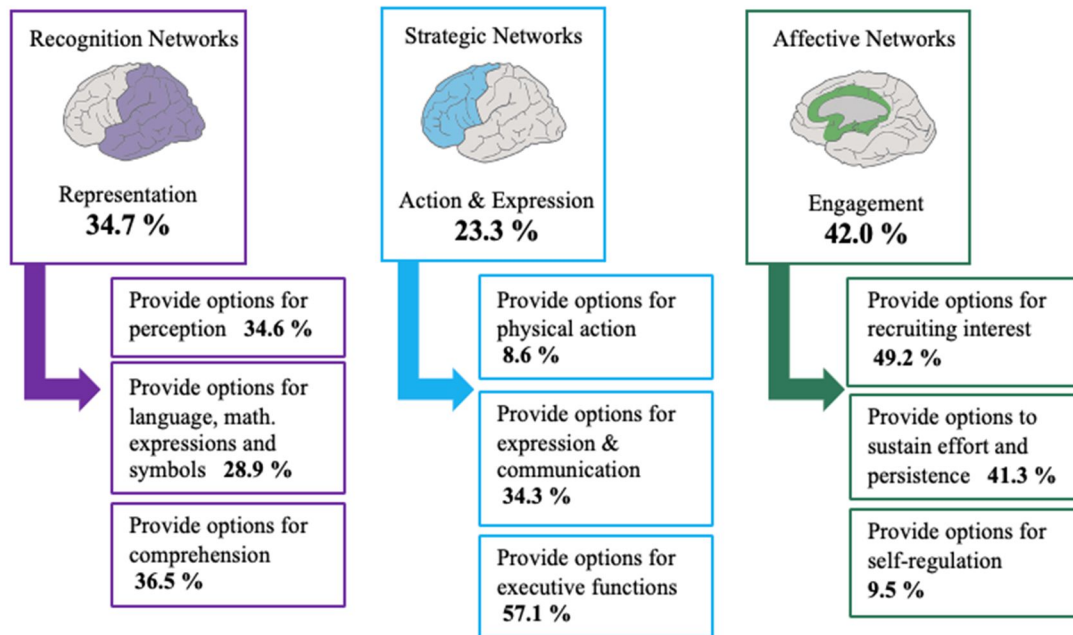 Recognition Networks
Representation
34.7 %
Provide options for
perception 34.6 %
Provide options for
language, math.
expressions and
symbols 28.9 %
Provide options for
comprehension
36.5 %
Strategic Networks
Action & Expression
23.3 %
Provide options for
physical action
8.6 %
Provide options for
expression &
communication
34.3 %
Provide options for
executive functions
57.1 %
Affective Networks
Engagement
42.0 %
Provide options for
recruiting interest
49.2 %
Provide options to
sustain effort and
persistence 41.3 %
Provide options for
self-regulation
9.5 %